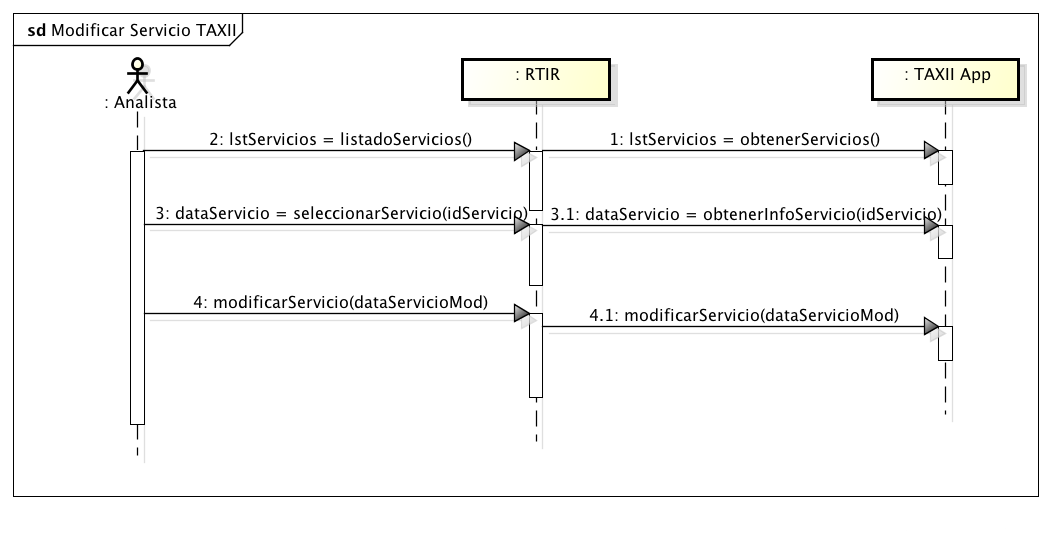 sd Modificar Servicio TAXII
: Analista
: RTIR
: TAXII App
2: lstServicios = listadoServicios()
1: lstServicios = obtenerServicios()
3: dataServicio = seleccionarServicio(idServicio)
3.1: dataServicio = obtenerInfoServicio(idServicio)
4: modificarServicio(dataServicioMod)
4.1: modificarServicio(dataServicioMod)